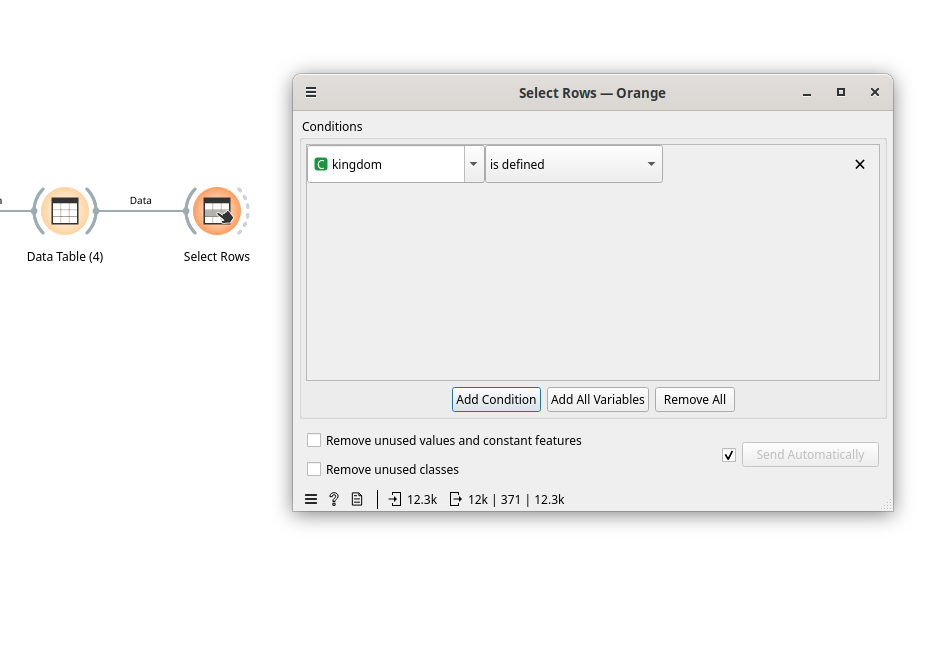 Select Rows — Orange
Conditions
C kingdom
is defined
a
Data
Data Table (4)
Select Rows
Add Condition
Add All Variables
Remove All
Remove unused values and constant features
Send Automatically
Remove unused classes
? 12.3k 12k | 371 | 12.3k